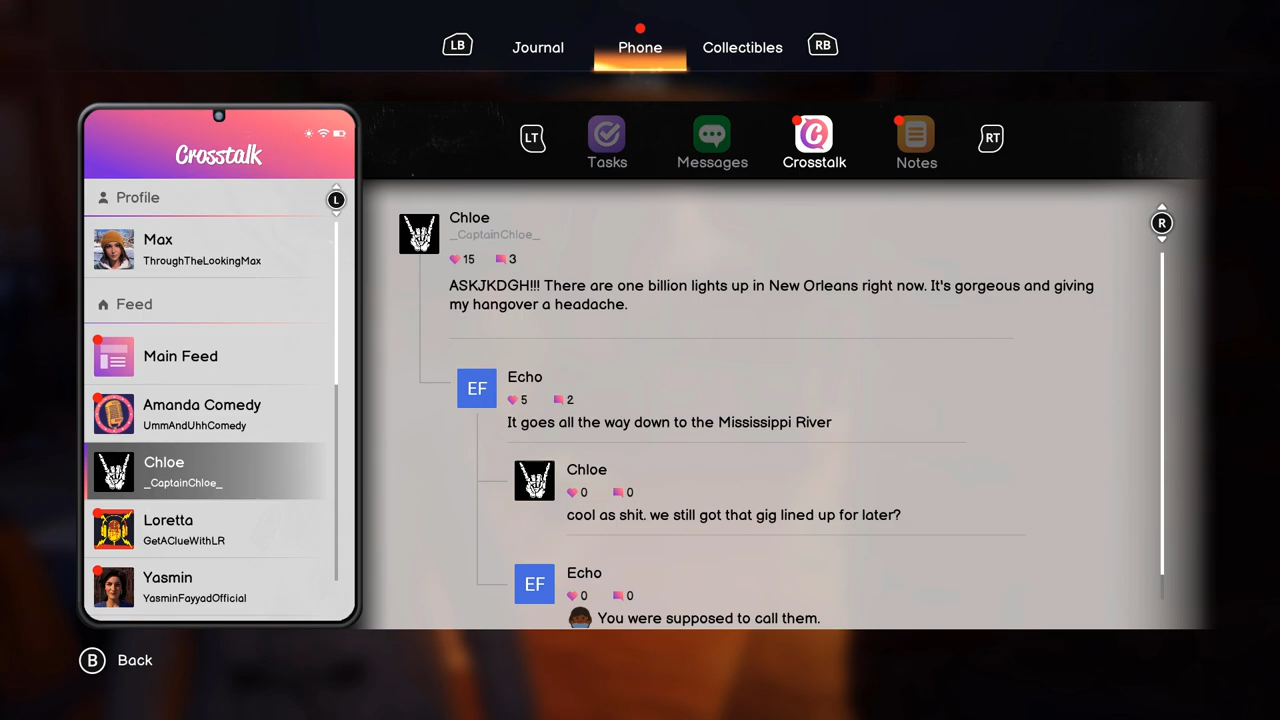 LB Journal Phone Collectibles RB
Crosstalk
LT Tasks Messages Crosstalk Notes RT
Profile
L
Max
ThroughTheLookingMax
Feed
Main Feed
Amanda Comedy
UmmAndUhhComedy
Chloe
_CaptainChloe_
Loretta
GetAClueWithLR
Yasmin
YasminFayyadOfficial
Chloe
_CaptainChloe_
15 3
R
ASKJKDGH!!! There are one billion lights up in New Orleans right now. It's gorgeous and giving
my hangover a headache.
EF
Echo
5 2
It goes all the way down to the Mississippi River
Chloe
0 0
cool as shit. we still got that gig lined up for later?
EF
Echo
0 0
You were supposed to call them.
B Back